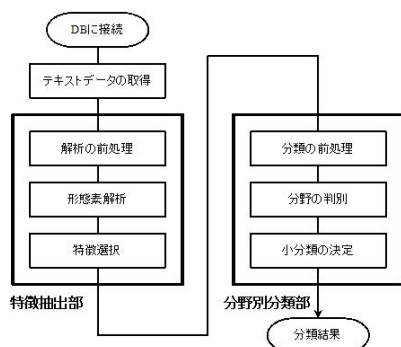 DBに接続
テキストデータの取得
解析の前処理
形態素解析
特徴選択
特徴抽出部
分類の前処理
分野の判別
小分類の決定
分野別分類部
分類結果